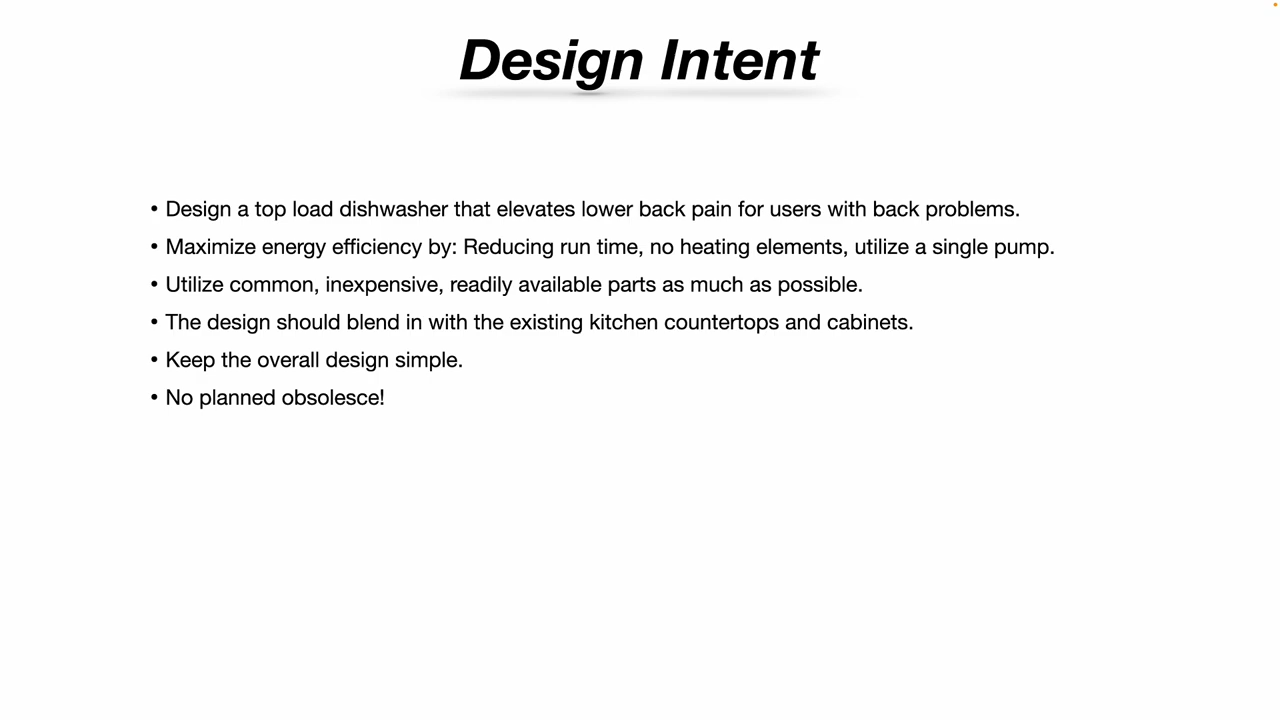 Design Intent
• Design a top load dishwasher that elevates lower back pain for users with back problems.
• Maximize energy efficiency by: Reducing run time, no heating elements, utilize a single pump.
• Utilize common, inexpensive, readily available parts as much as possible.
• The design should blend in with the existing kitchen countertops and cabinets.
• Keep the overall design simple.
• No planned obsolesce!